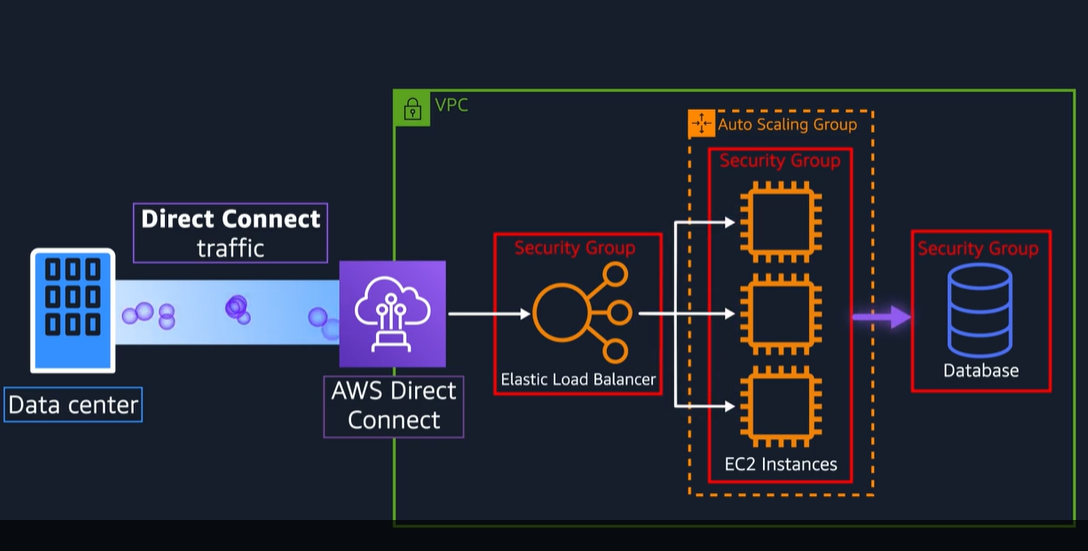 VPC
Auto Scaling Group
Security Group
Direct Connect
traffic
Security Group
Security Group
Elastic Load Balancer
Database
AWS Direct
Connect
Data center
EC2 Instances